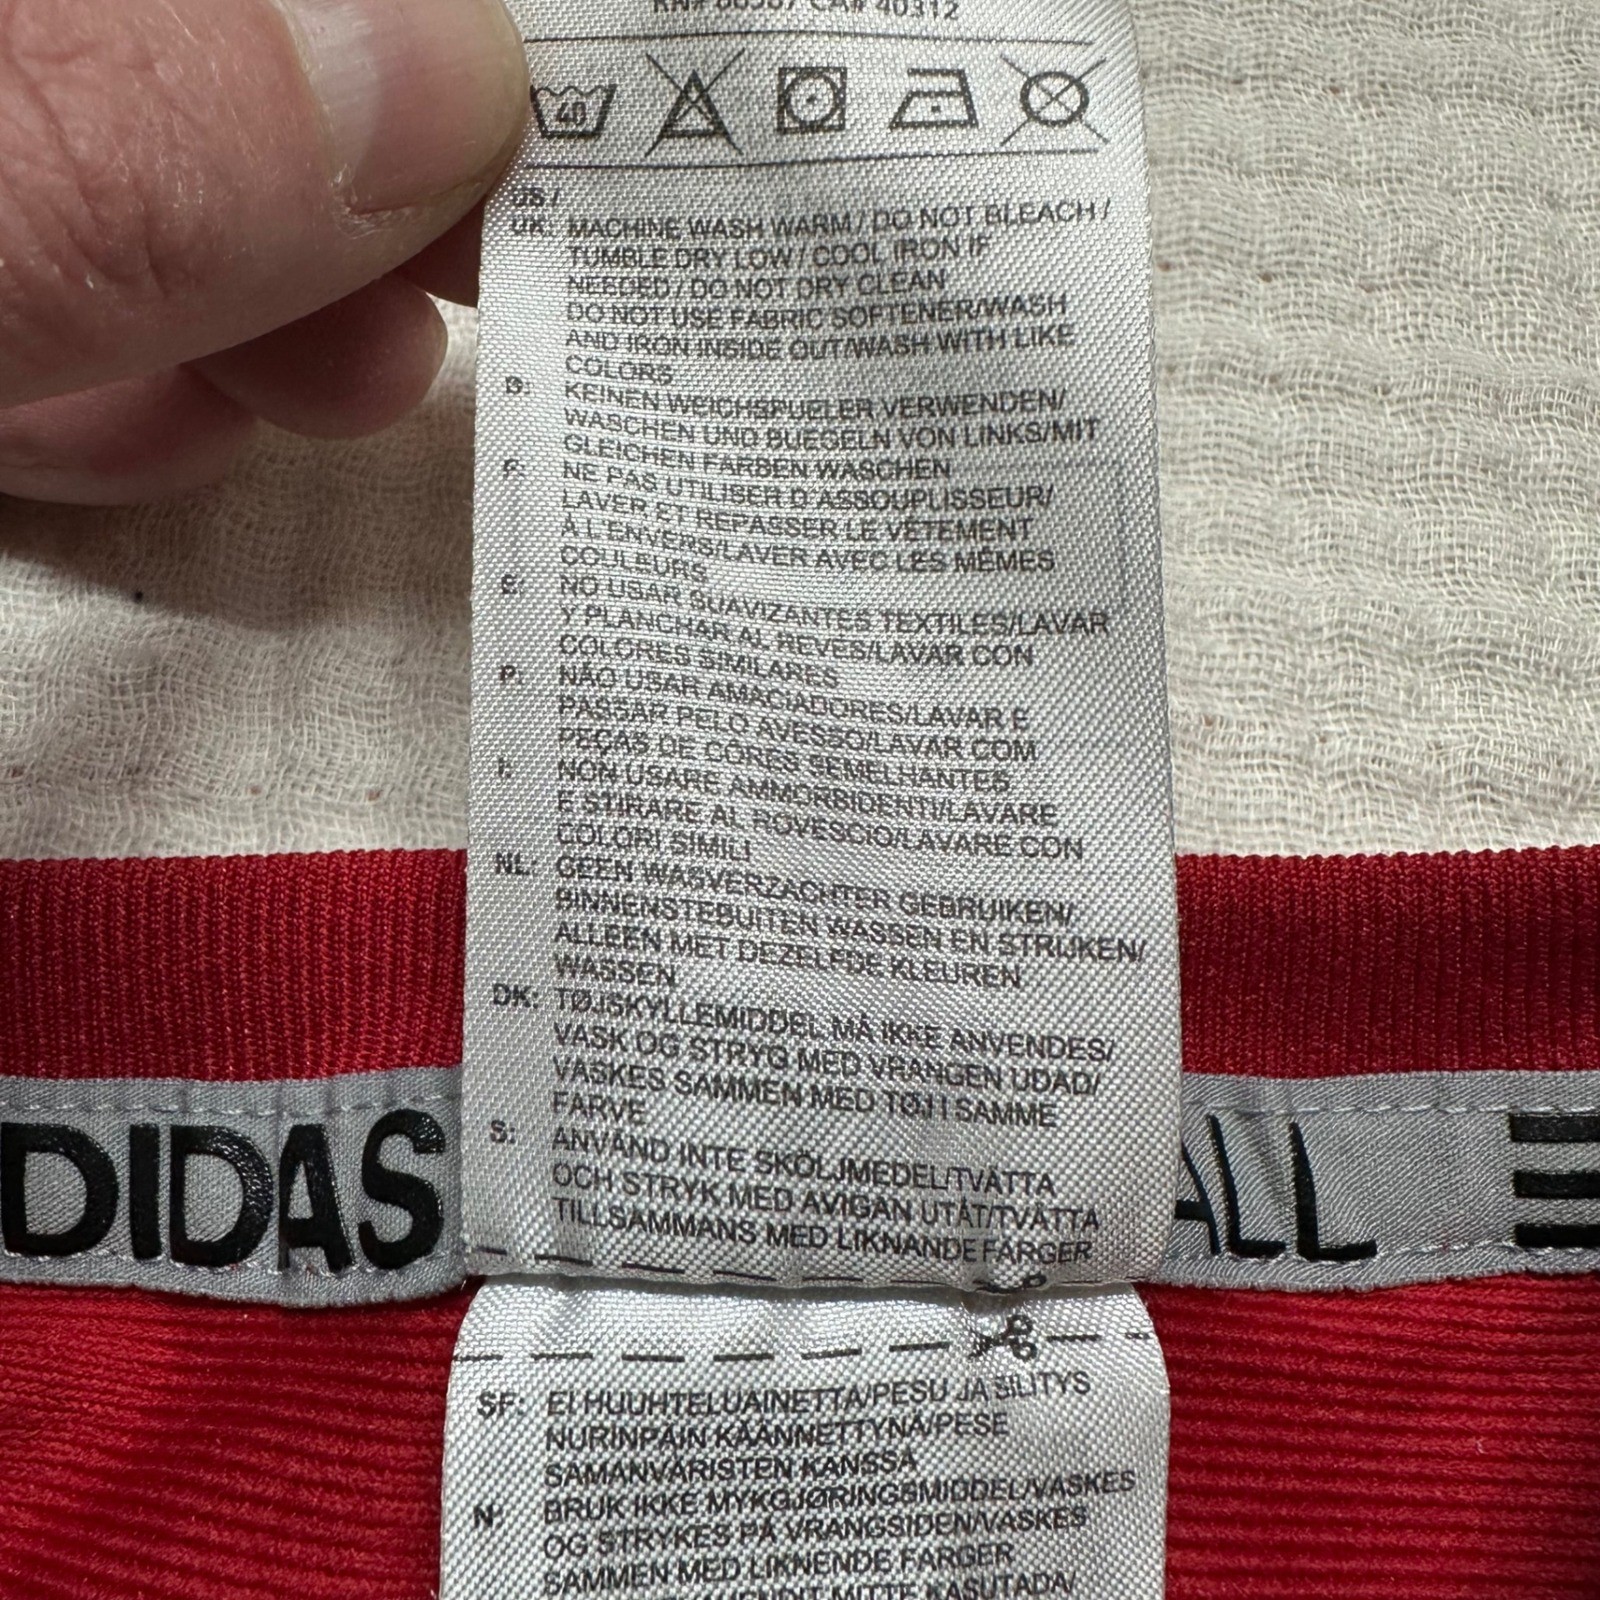 CA# 40312
40
US /
UK: MACHINE WASH WARM / DO NOT BLEACH /
TUMBLE DRY LOW / COOL IRON IF
NEEDED / DO NOT DRY CLEAN
DO NOT USE FABRIC SOFTENER/WASH
AND IRON INSIDE OUT/WASH WITH LIKE
COLORS
D: KEINEN WEICHSPUELER VERWENDEN/
WASCHEN UND BUEGELN VON LINKS/MIT
GLEICHEN FARBEN WASCHEN
F: NE PAS UTILISER D'ASSOUPLISSEUR/
LAVER ET REPASSER LE VÊTEMENT
À L'ENVERS/LAVER AVEC LES MÊMES
COULEURS
E: NO USAR SUAVIZANTES TEXTILES/LAVAR
Y PLANCHAR AL REVES/LAVAR CON
COLORES SIMILARES
P: NÃO USAR AMACIADORES/LAVAR E
PASSAR PELO AVESSO/LAVAR COM
PEÇAS DE CORES SEMELHANTES
I: NON USARE AMMORBIDENTI/LAVARE
E STIRARE AL ROVESCIO/LAVARE CON
COLORI SIMILI
NL: GEEN WASVERZACHTER GEBRUIKEN/
BINNENSTEBUITEN WASSEN EN STRIJKEN/
ALLEEN MET DEZELFDE KLEUREN
WASSEN
DK: TØJSKYLLEMIDDEL MÅ IKKE ANVENDES/
VASK OG STRYG MED VRANGEN UDAD/
VASKES SAMMEN MED TØJ I SAMME
FARVE
S: ANVÄND INTE SKÖLJMEDEL/TVÄTTA
OCH STRYK MED AVIGAN UTÅT/TVÄTTA
TILLSAMMANS MED LIKNANDE FÄRGER
DIDAS ALL
SF: EI HUUHTELUAINETTA/PESU JA SILITYS
NURINPÄIN KÄÄNNETTYNÄ/PESE
SAMANVÄRISTEN KANSSA
N: BRUK IKKE MYKGJØRINGSMIDDEL/VASKES
OG STRYKES PÅ VRANGSIDEN/VASKES
SAMMEN MED LIKNENDE FARGER
MITTE KASUTADA/